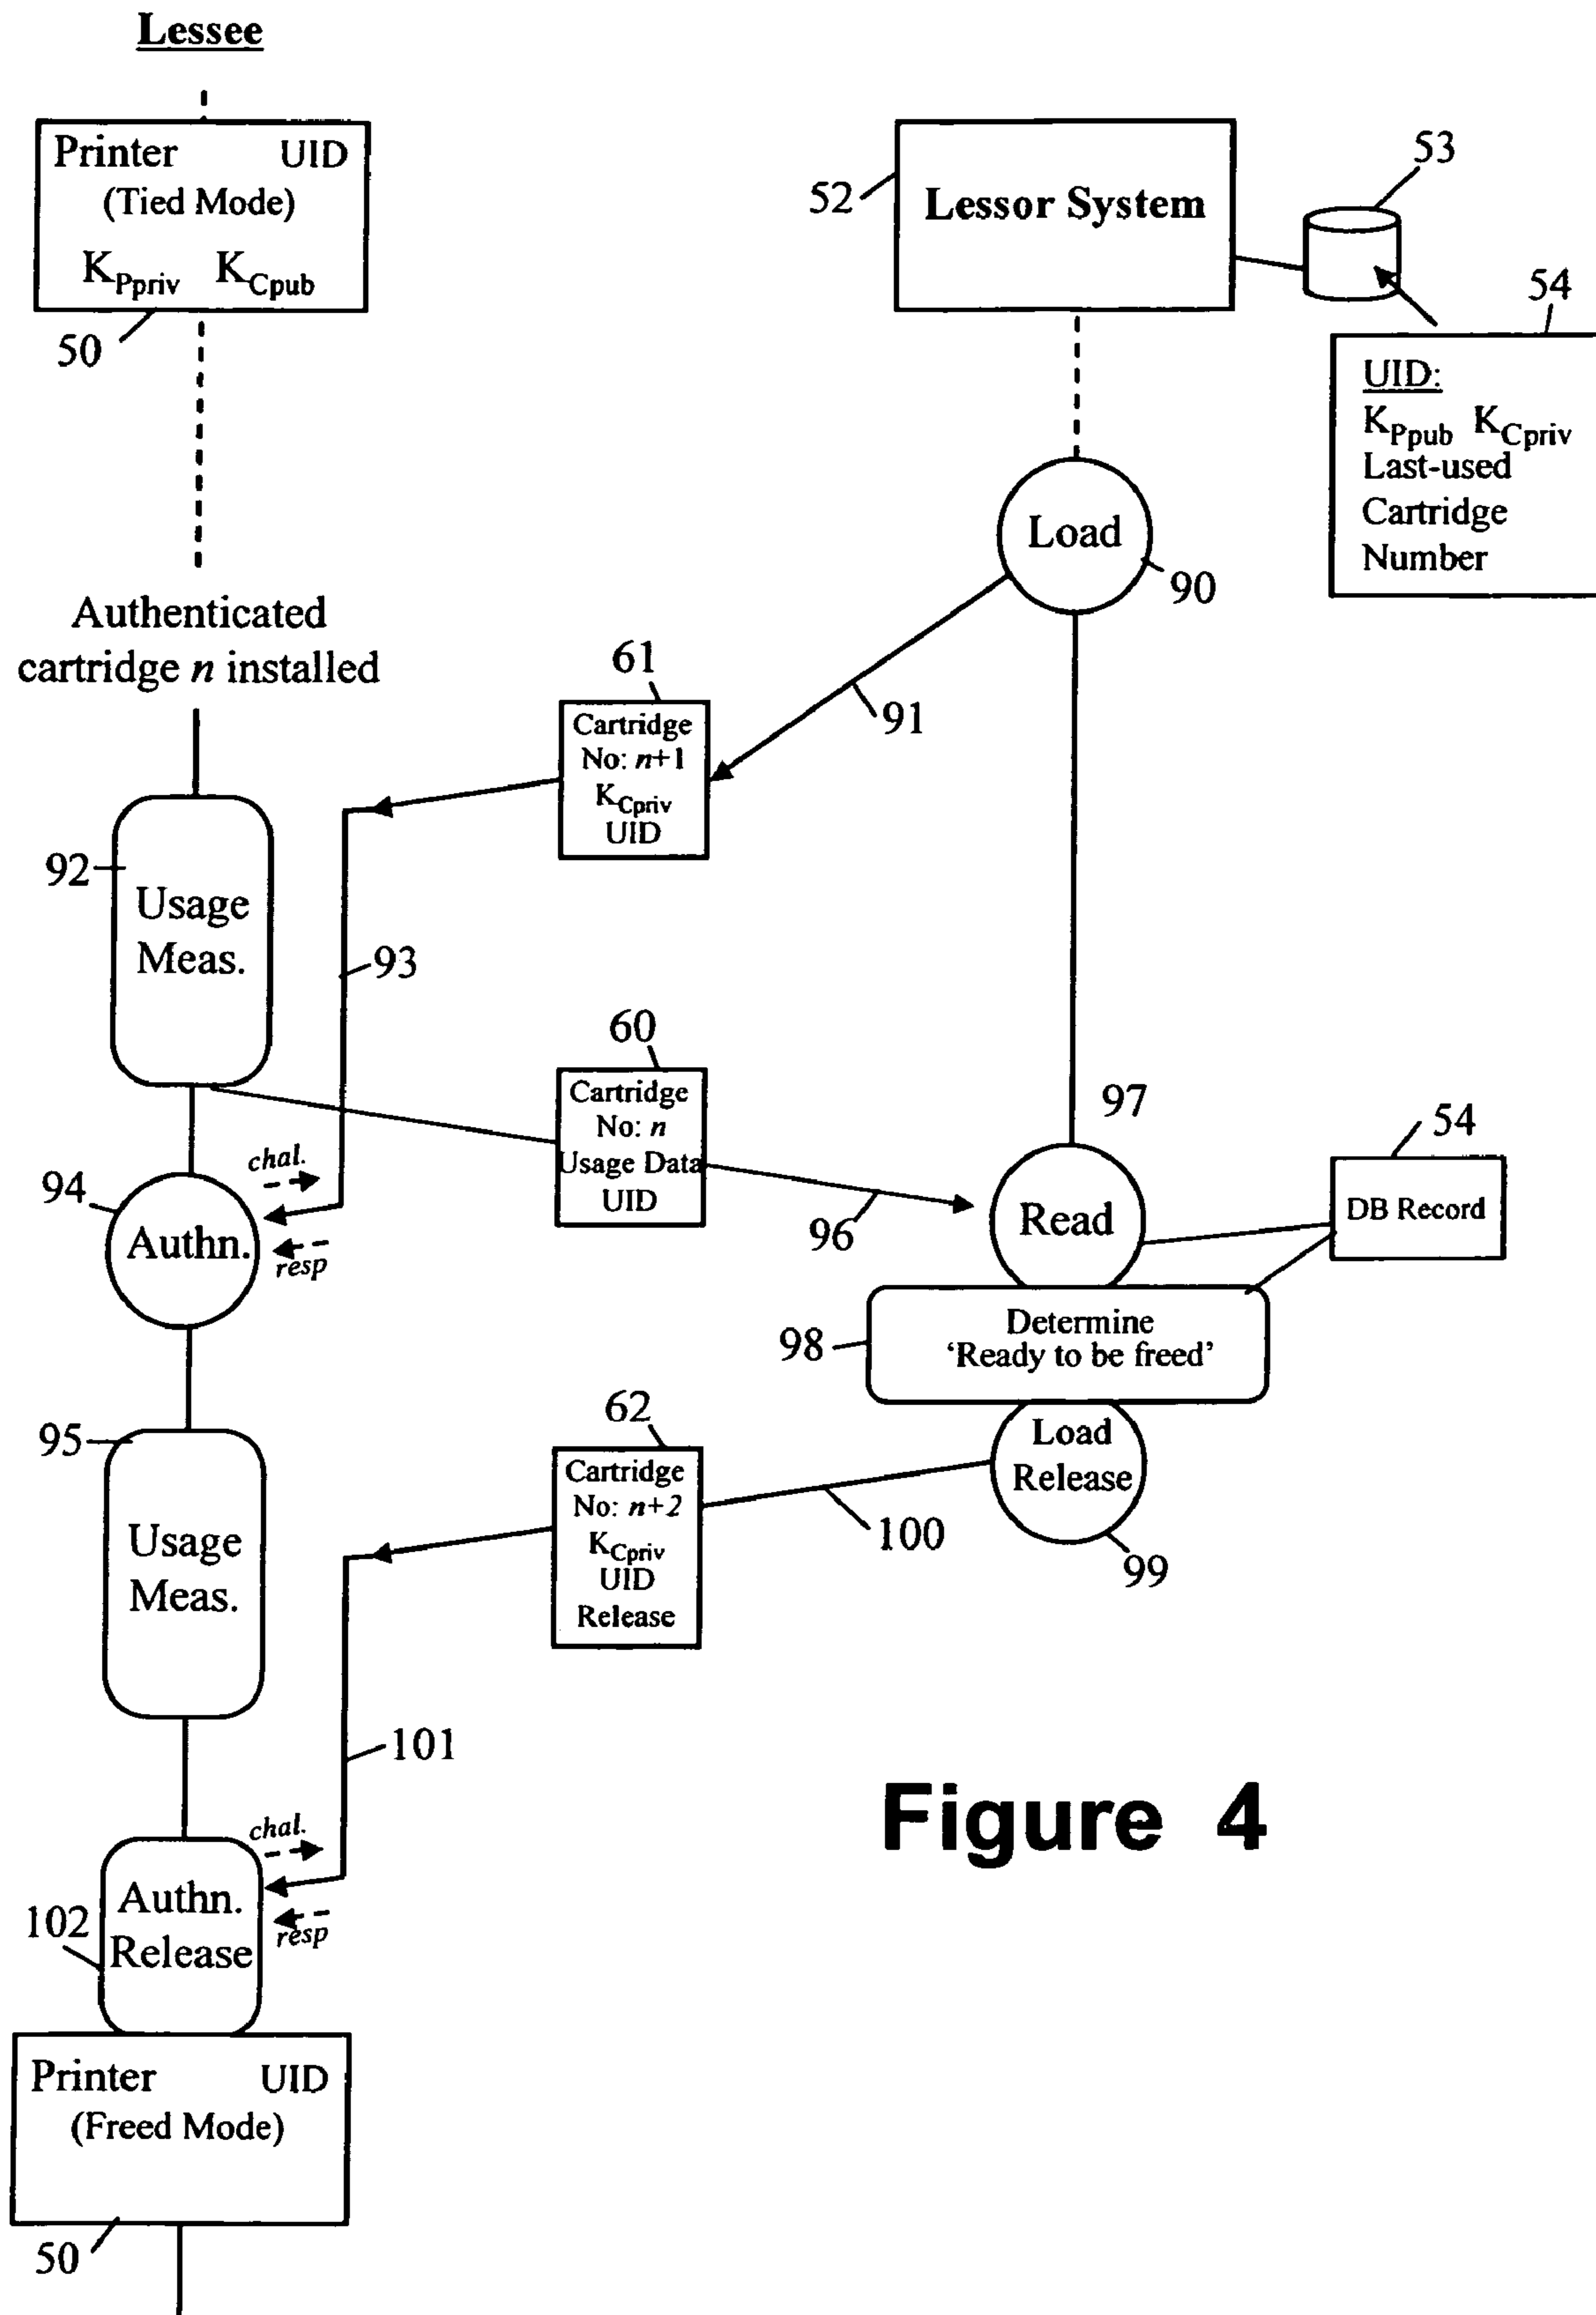 Lessee
Printer UID
(Tied Mode)
KPpriv KCpub
50
52
Lessor System
53
54
UID:
KPpub KCpriv
Last-used
Cartridge
Number
Load
90
Authenticated
cartridge n installed
61
Cartridge
No: n+1
KCpriv
UID
91
92
Usage
Meas.
93
60
Cartridge
No: n
Usage Data
UID
96
97
Read
54
DB Record
94
chal.
Authn.
resp
98
Determine
‘Ready to be freed’
62
Cartridge
No: n+2
KCpriv
UID
Release
Load
Release
100
99
95
Usage
Meas.
101
chal.
Authn.
Release
resp
102
Printer UID
(Freed Mode)
50
Figure 4